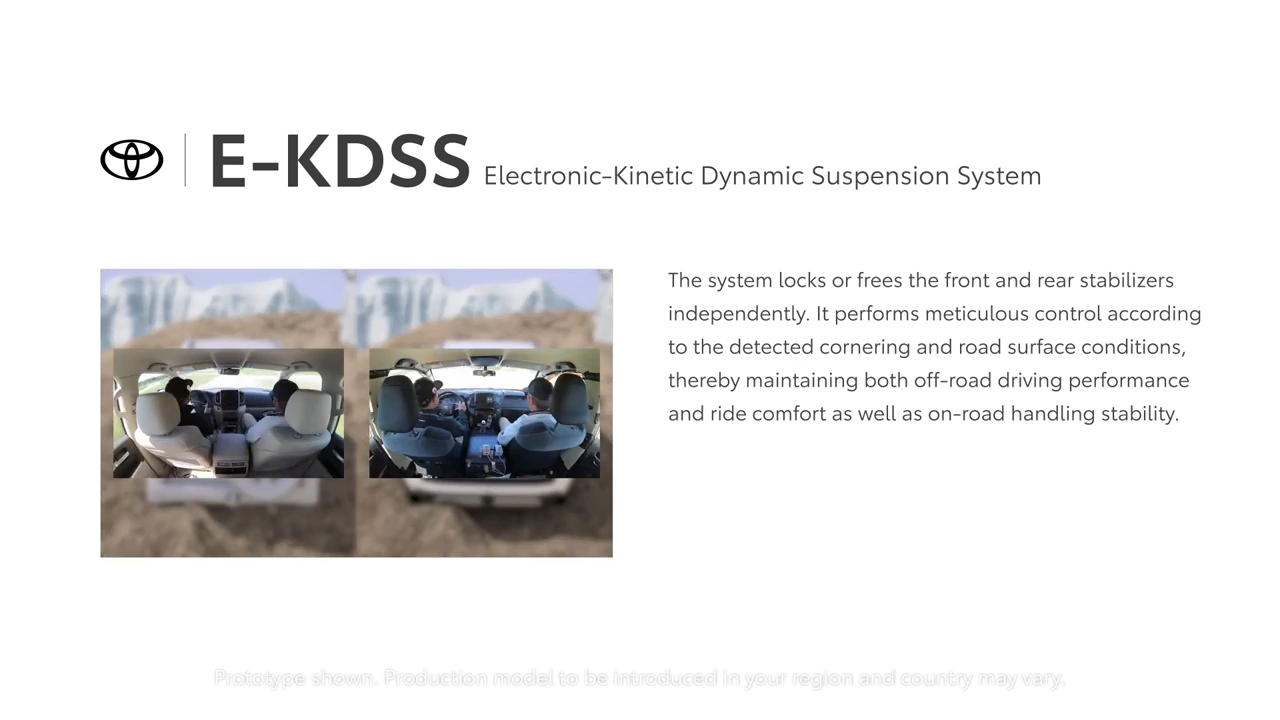 E-KDSS Electronic-Kinetic Dynamic Suspension System
The system locks or frees the front and rear stabilizers
independently. It performs meticulous control according
to the detected cornering and road surface conditions,
thereby maintaining both off-road driving performance
and ride comfort as well as on-road handling stability.
Prototype shown. Production model to be introduced in your region and country may vary.